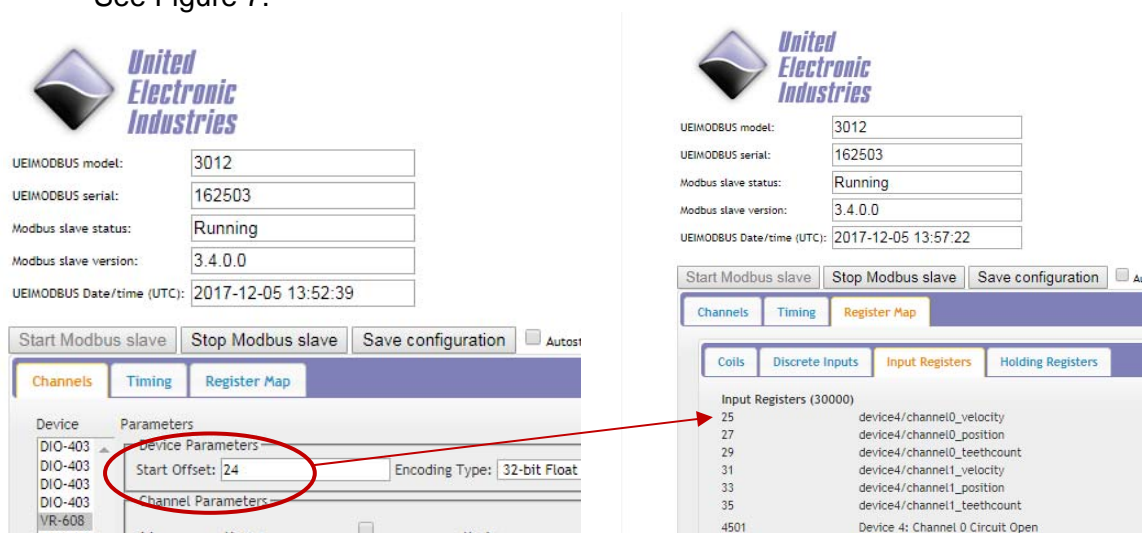 See Figure 7.
United
Electronic
Industries
UEIMODBUS model: 3012
UEIMODBUS serial: 162503
Modbus slave status: Running
Modbus slave version: 3.4.0.0
UEIMODBUS Date/time (UTC): 2017-12-05 13:52:39
Start Modbus slave Stop Modbus slave Save configuration Autost
Channels Timing Register Map
Device Parameters
DIO-403
DIO-403
DIO-403
DIO-403
VR-608
Device Parameters
Start Offset: 24 Encoding Type: 32-bit Float
Channel Parameters
United
Electronic
Industries
UEIMODBUS model: 3012
UEIMODBUS serial: 162503
Modbus slave status: Running
Modbus slave version: 3.4.0.0
UEIMODBUS Date/time (UTC): 2017-12-05 13:57:22
Start Modbus slave Stop Modbus slave Save configuration
Channels Timing Register Map
Coils Discrete Inputs Input Registers Holding Registers
Input Registers (30000)
25 device4/channel0_velocity
27 device4/channel0_position
29 device4/channel0_teethcount
31 device4/channel1_velocity
33 device4/channel1_position
35 device4/channel1_teethcount
4501 Device 4: Channel 0 Circuit Open